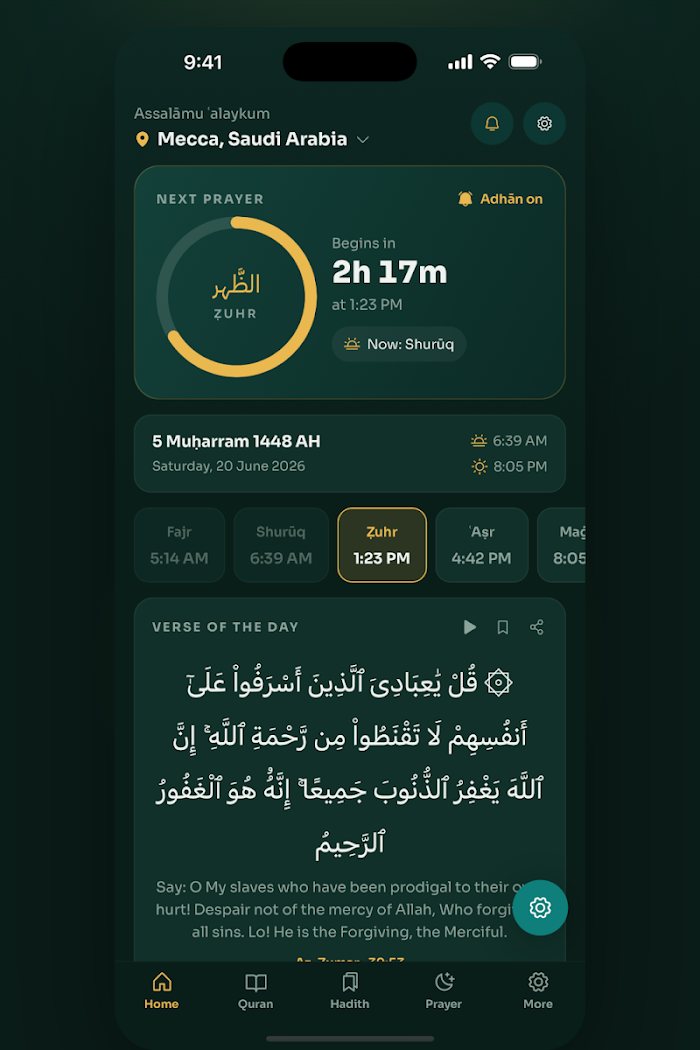 9:41
Assalāmu ʿalaykum
Mecca, Saudi Arabia
NEXT PRAYER
Adhān on
الظُّهر
ẒUHR
Begins in
2h 17m
at 1:23 PM
Now: Shurūq
5 Muḥarram 1448 AH
6:39 AM
Saturday, 20 June 2026
8:05 PM
Fajr
5:14 AM
Shurūq
6:39 AM
Ẓuhr
1:23 PM
ʿAṣr
4:42 PM
Maġ
8:05
VERSE OF THE DAY
۞ قُلْ يَٰعِبَادِىَ ٱلَّذِينَ أَسْرَفُوا۟ عَلَىٰٓ
أَنفُسِهِمْ لَا تَقْنَطُوا۟ مِن رَّحْمَةِ ٱللَّهِ ۚ إِنَّ
ٱللَّهَ يَغْفِرُ ٱلذُّنُوبَ جَمِيعًا ۚ إِنَّهُۥ هُوَ ٱلْغَفُورُ
ٱلرَّحِيمُ
Say: O My slaves who have been prodigal to their
hurt! Despair not of the mercy of Allah, Who
all sins. Lo! He is the Forgiving, the Merciful.
Home
Quran
Hadith
Prayer
More